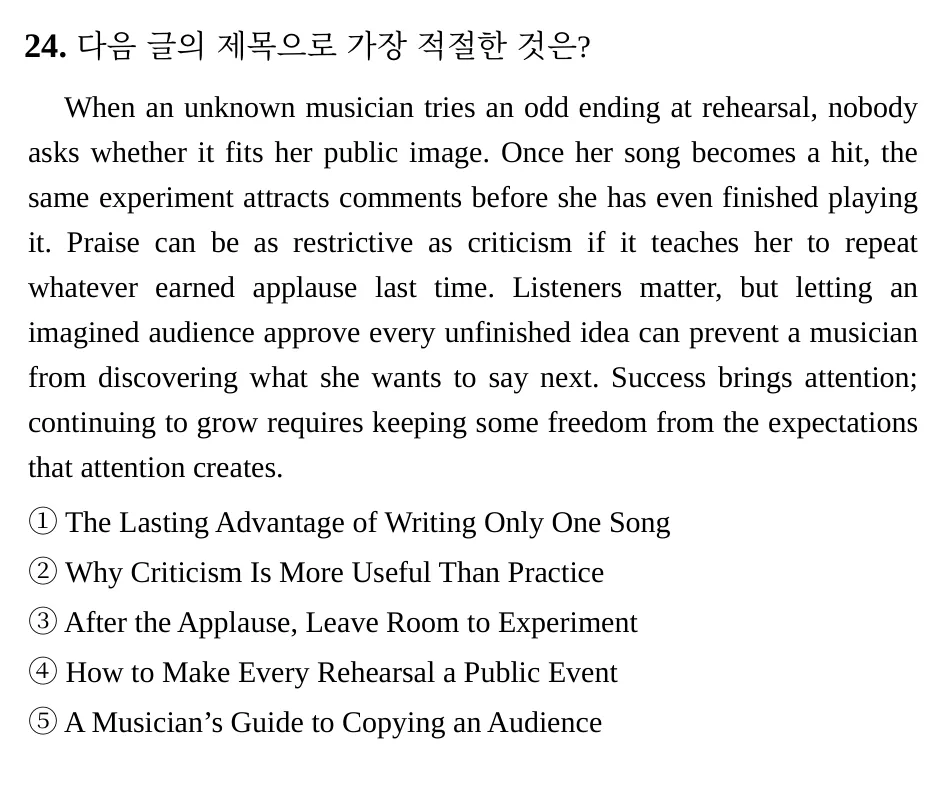 24. 다음 글의 제목으로 가장 적절한 것은?
When an unknown musician tries an odd ending at rehearsal, nobody
asks whether it fits her public image. Once her song becomes a hit, the
same experiment attracts comments before she has even finished playing
it. Praise can be as restrictive as criticism if it teaches her to repeat
whatever earned applause last time. Listeners matter, but letting an
imagined audience approve every unfinished idea can prevent a musician
from discovering what she wants to say next. Success brings attention;
continuing to grow requires keeping some freedom from the expectations
that attention creates.
① The Lasting Advantage of Writing Only One Song
② Why Criticism Is More Useful Than Practice
③ After the Applause, Leave Room to Experiment
④ How to Make Every Rehearsal a Public Event
⑤ A Musician’s Guide to Copying an Audience